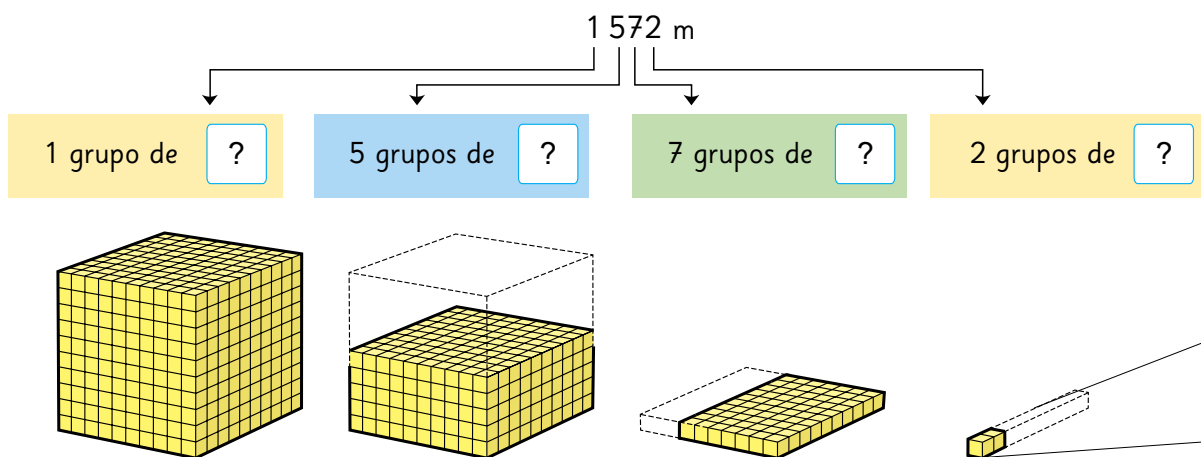 1 572 m
1 grupo de ?
5 grupos de ?
7 grupos de ?
2 grupos de ?